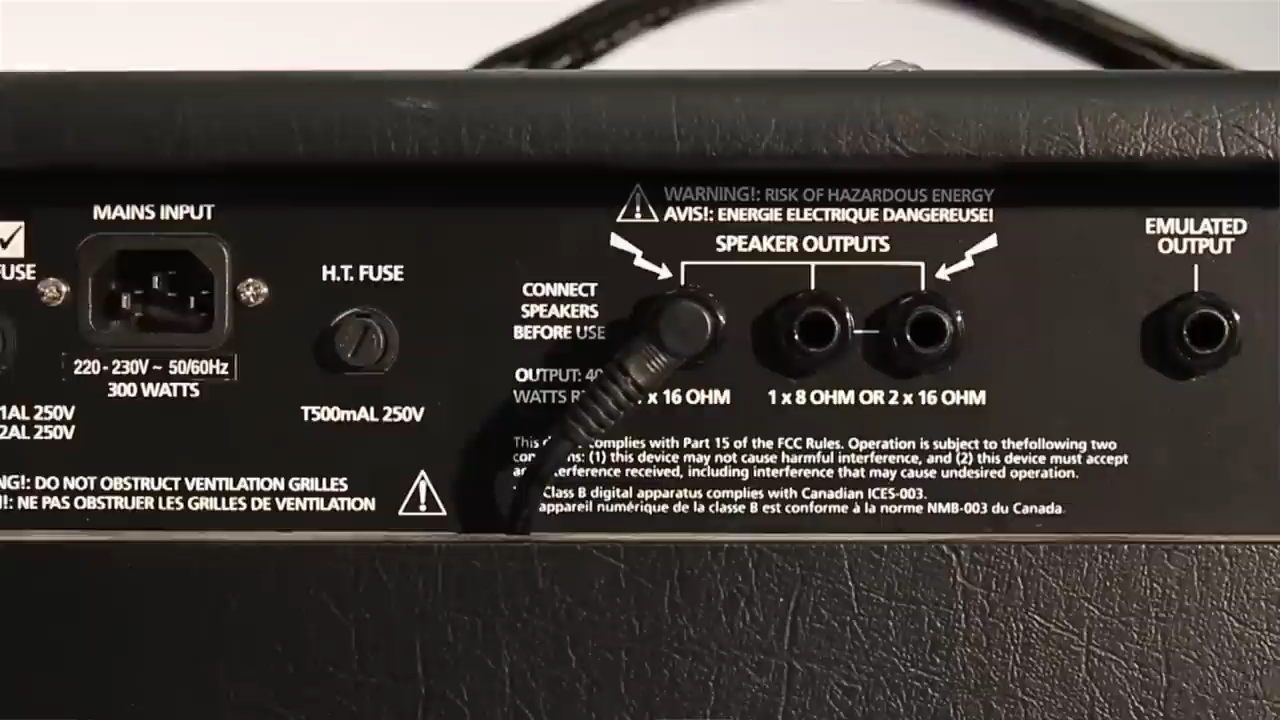 MAINS INPUT
FUSE
220 - 230V ~ 50/60Hz
300 WATTS
1AL 250V
2AL 250V
NG!: DO NOT OBSTRUCT VENTILATION GRILLES
!: NE PAS OBSTRUER LES GRILLES DE VENTILATION
H.T. FUSE
T500mAL 250V
WARNING!: RISK OF HAZARDOUS ENERGY
AVIS!: ENERGIE ELECTRIQUE DANGEREUSE!
SPEAKER OUTPUTS
CONNECT
SPEAKERS
BEFORE USE
OUTPUT: 40
WATTS
x 16 OHM
1 x 8 OHM OR 2 x 16 OHM
This complies with Part 15 of the FCC Rules. Operation is subject to thefollowing two
(1) this device may not cause harmful interference, and (2) this device must accept
received, including interference that may cause undesired operation.
Class B digital apparatus complies with Canadian ICES-003.
appareil numérique de la classe B est conforme à la norme NMB-003 du Canada
EMULATED
OUTPUT